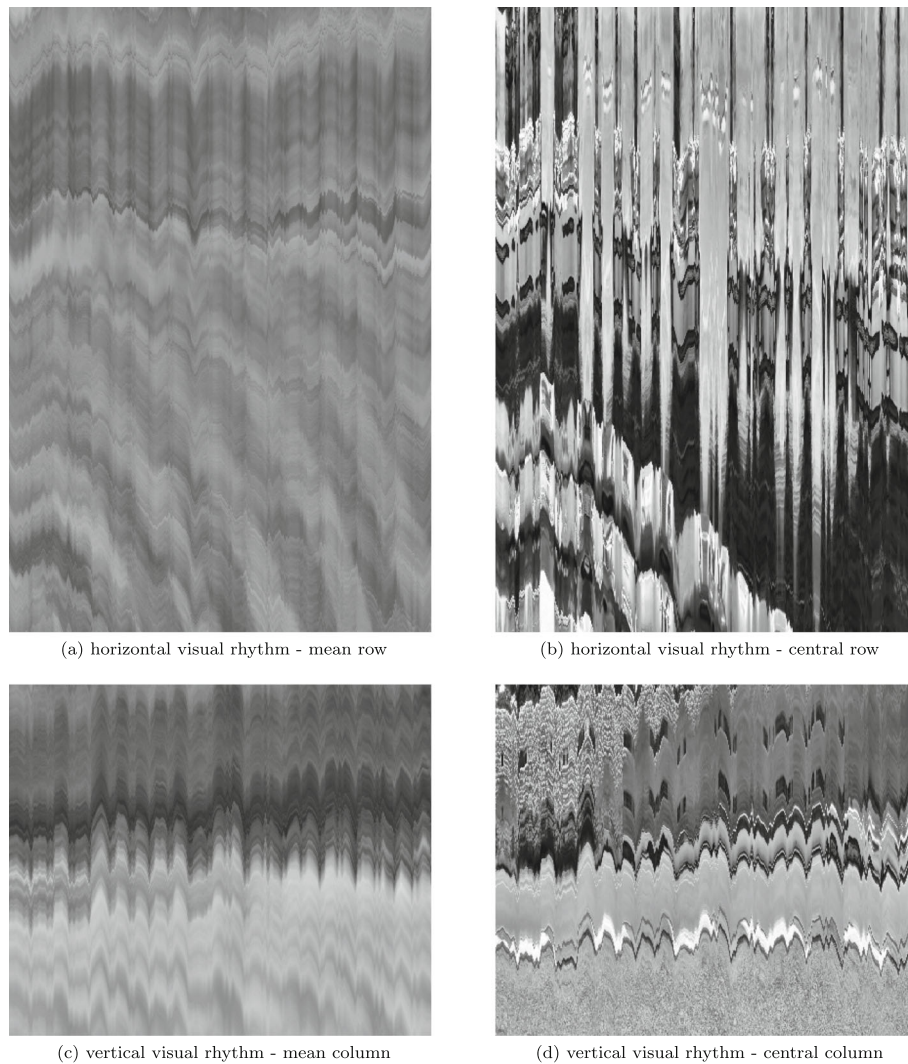 (a) horizontal visual rhythm - mean row
(b) horizontal visual rhythm - central row
(c) vertical visual rhythm - mean column
(d) vertical visual rhythm - central column